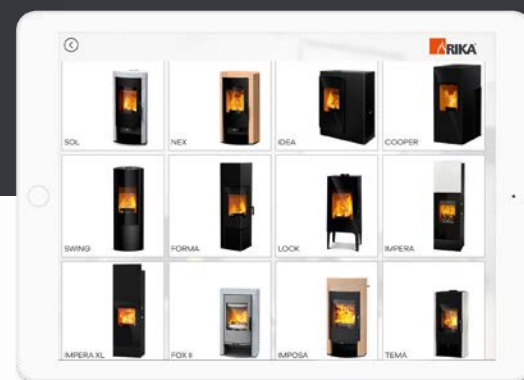 RIKA
SOL
NEX
IDEA
COOPER
SWING
FORMA
LOOK
IMPERA
IMPERA XL
FOX II
IMPOSA
TEMA